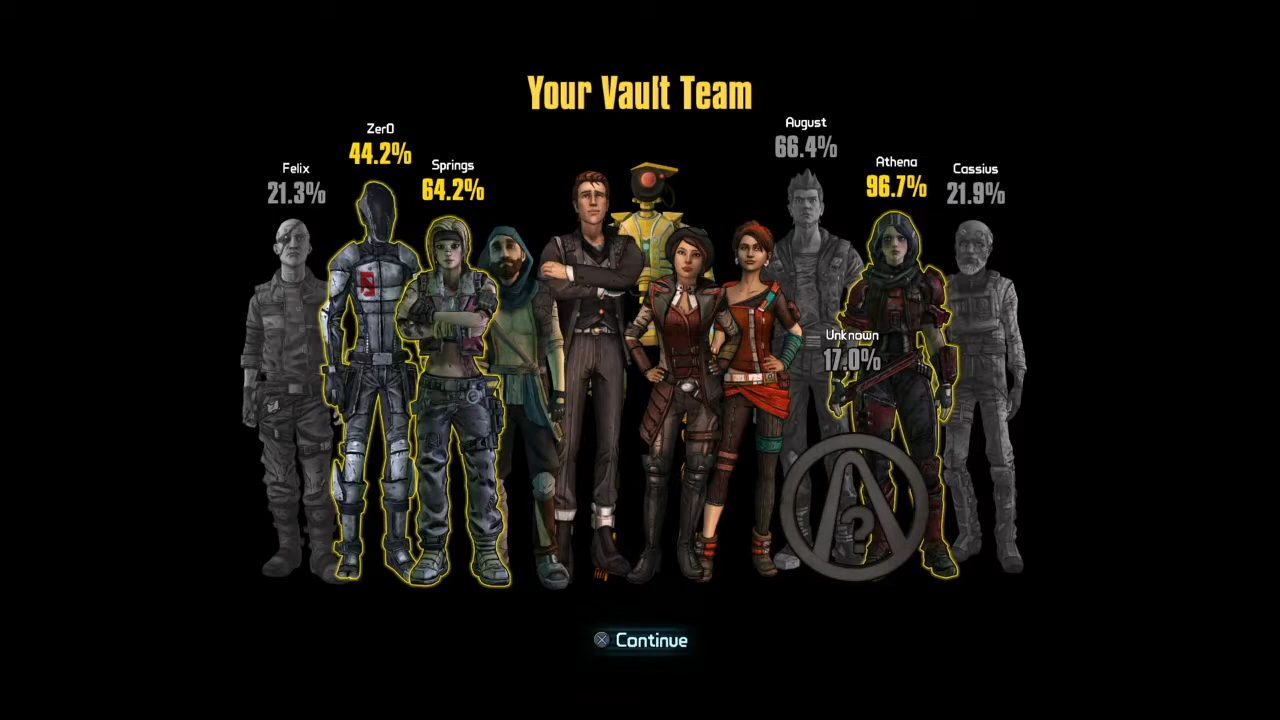 Your Vault Team
Felix
21.3%
Zer0
44.2%
Springs
64.2%
August
66.4%
Athena
96.7%
Cassius
21.9%
Unknown
17.0%
?
Continue